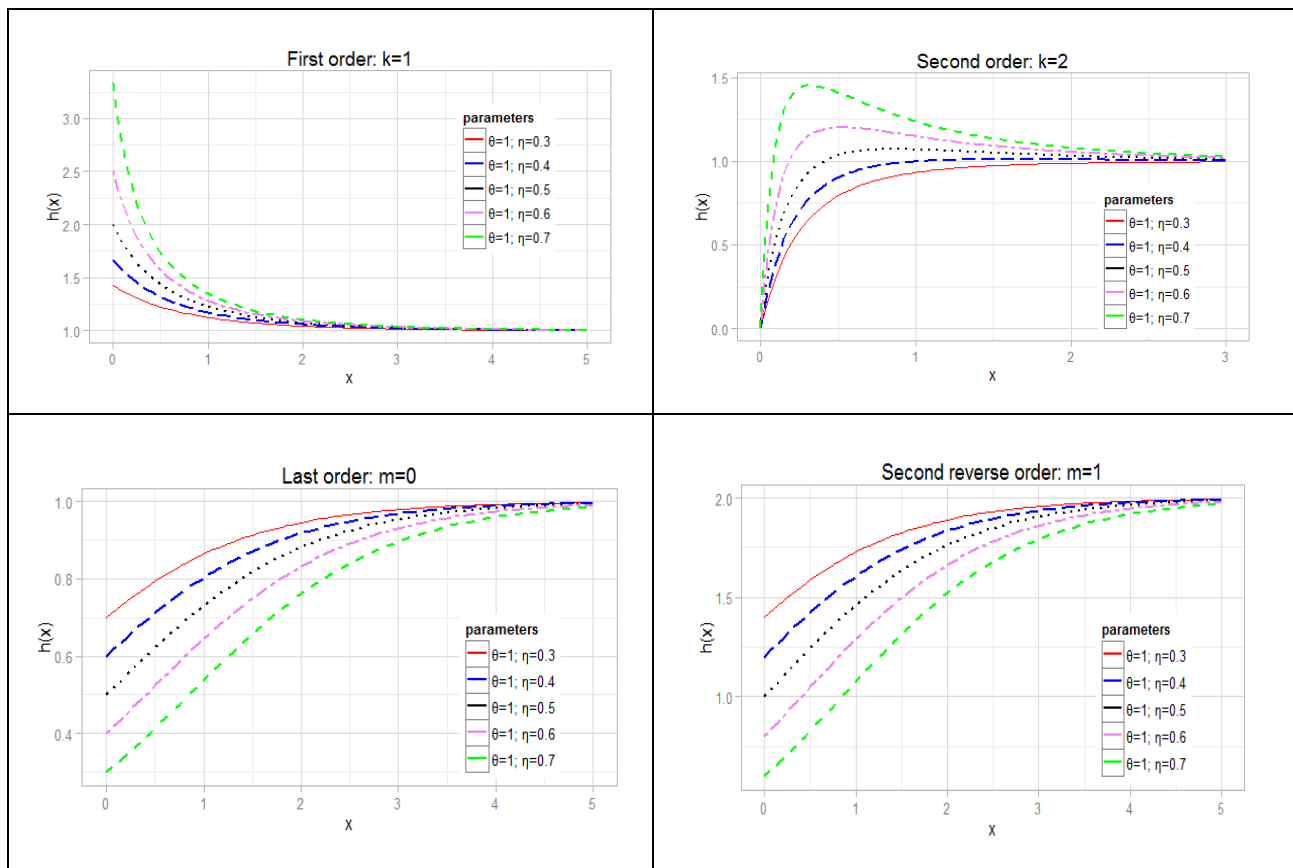 First order: k=1
h(x)
3.0
2.5
2.0
1.5
1.0
parameters
θ=1; η=0.3
θ=1; η=0.4
θ=1; η=0.5
θ=1; η=0.6
θ=1; η=0.7
0 1 2 3 4 5
x
Second order: k=2
h(x)
1.5
1.0
0.5
0.0
parameters
θ=1; η=0.3
θ=1; η=0.4
θ=1; η=0.5
θ=1; η=0.6
θ=1; η=0.7
0 1 2 3
x
Last order: m=0
h(x)
1.0
0.8
0.6
0.4
parameters
θ=1; η=0.3
θ=1; η=0.4
θ=1; η=0.5
θ=1; η=0.6
θ=1; η=0.7
0 1 2 3 4 5
x
Second reverse order: m=1
h(x)
2.0
1.5
1.0
parameters
θ=1; η=0.3
θ=1; η=0.4
θ=1; η=0.5
θ=1; η=0.6
θ=1; η=0.7
0 1 2 3 4 5
x